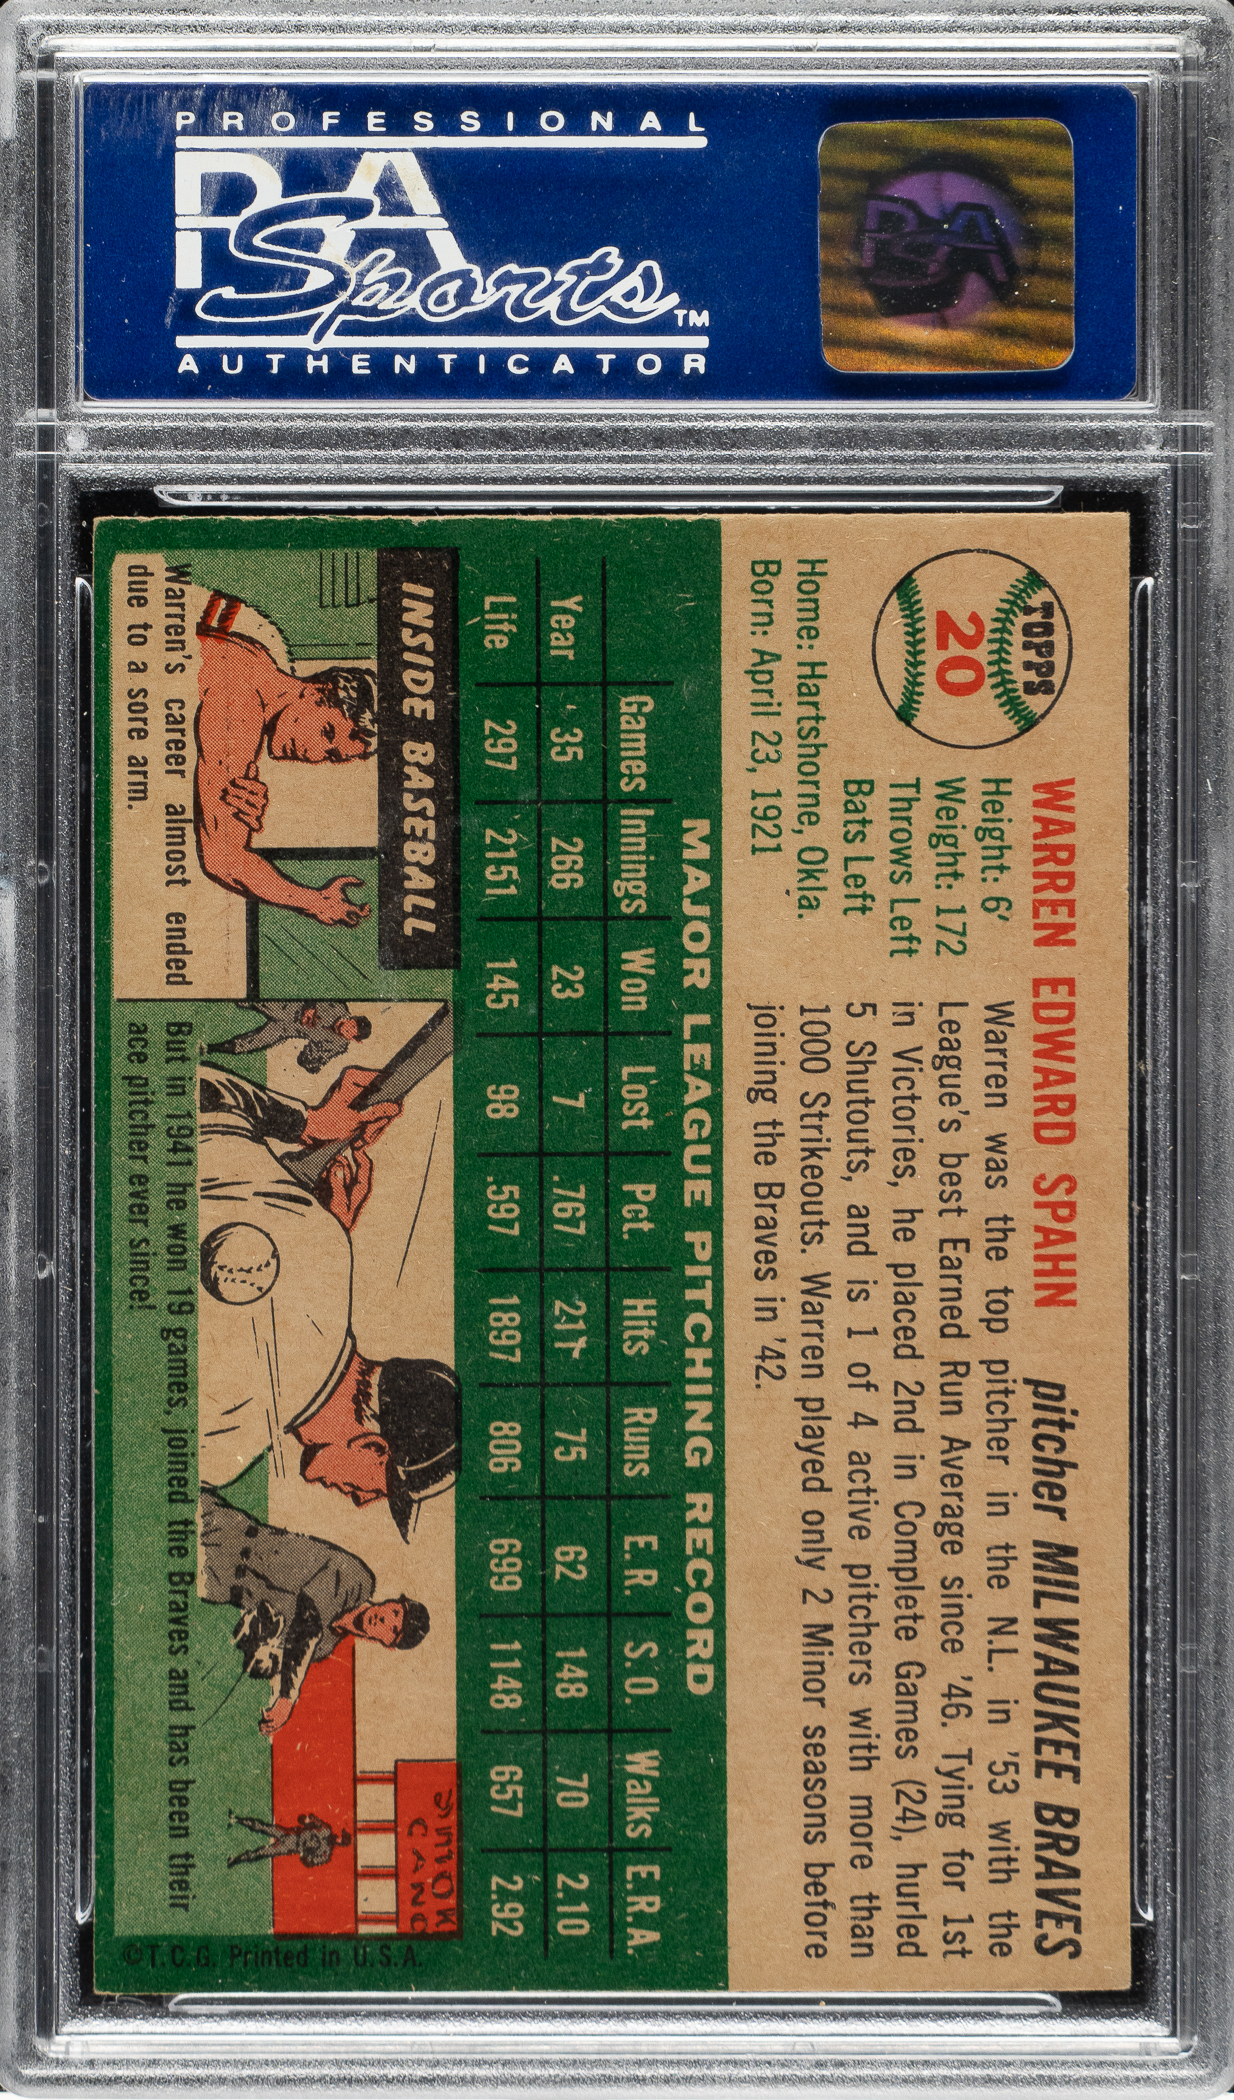 PROFESSIONAL
PSA
Sports™
AUTHENTICATOR
PSA
TOPPS
20
WARREN EDWARD SPAHN pitcher MILWAUKEE BRAVES
Height: 6'
Weight: 172
Throws Left
Bats Left
Home: Hartshorne, Okla.
Born: April 23, 1921
Warren was the top pitcher in the N.L. in '53 with the
League's best Earned Run Average since '46. Tying for 1st
in Victories, he placed 2nd in Complete Games (24), hurled
5 Shutouts, and is 1 of 4 active pitchers with more than
1000 Strikeouts. Warren played only 2 Minor seasons before
joining the Braves in '42.
MAJOR LEAGUE PITCHING RECORD
Games Innings Won Lost Pct. Hits Runs E.R. S.O. Walks E.R.A.
Year 35 266 23 7 .767 211 75 62 148 70 2.10
Life 297 2151 145 98 .597 1897 806 699 1148 657 2.92
INSIDE BASEBALL
Warren's career almost ended
due to a sore arm.
But in 1941 he won 19 games, joined the Braves and has been their
ace pitcher ever since!
©T.C.G. Printed in U.S.A.